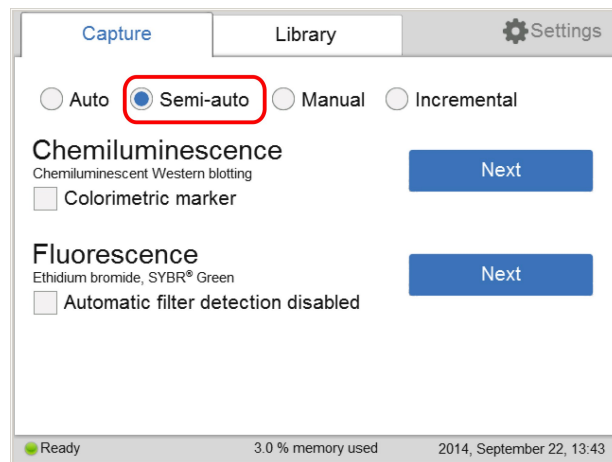 Capture Library Settings
Auto Semi-auto Manual Incremental
Chemiluminescence
Chemiluminescent Western blotting
Next
Colorimetric marker
Fluorescence
Ethidium bromide, SYBR® Green
Next
Automatic filter detection disabled
Ready 3.0 % memory used 2014, September 22, 13:43